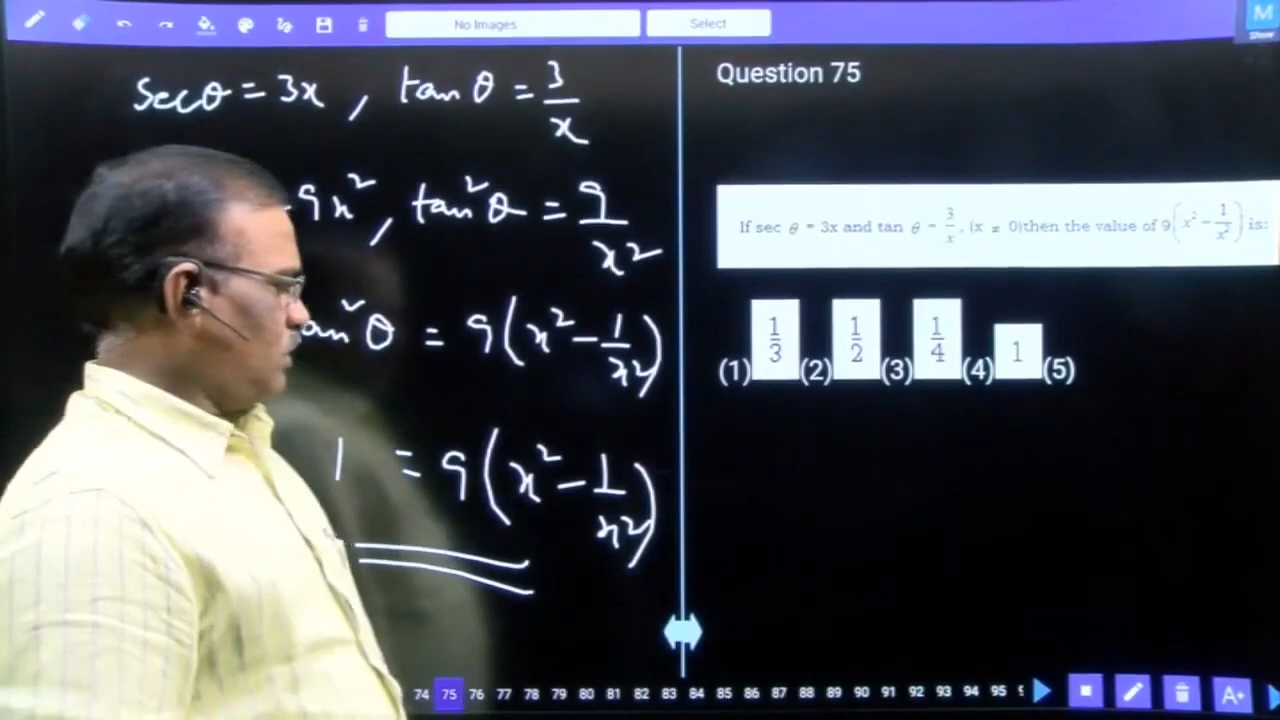 No Images
Select
M
Show
secθ = 3x , tan θ = 3/x
9x² , tan²θ = 9/x²
an²θ = 9(x² - 1/x²)
1 = 9(x² - 1/x²)
Question 75
If sec θ = 3x and tan θ = 3/x, (x ≠ 0)then the value of 9(x² - 1/x²) is:
(1) 1/3 (2) 1/2 (3) 1/4 (4) 1 (5)
74 75 76 77 78 79 80 81 82 83 84 85 86 87 88 89 90 91 92 93 94 95
A+